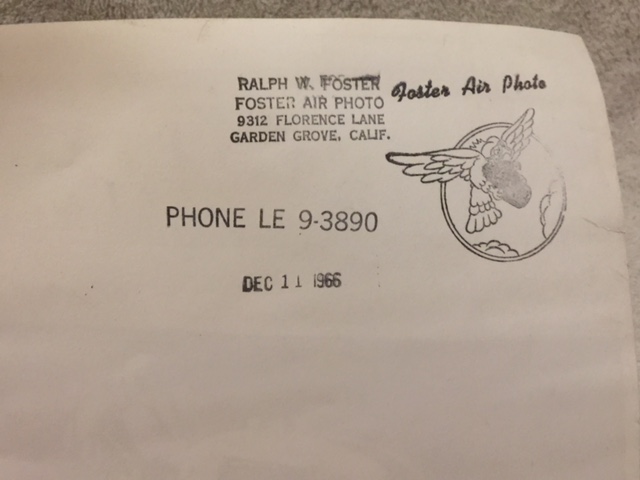 RALPH W. FOSTER
FOSTER AIR PHOTO
9312 FLORENCE LANE
GARDEN GROVE, CALIF.
Foster Air Photo
PHONE LE 9-3890
DEC 11 1966